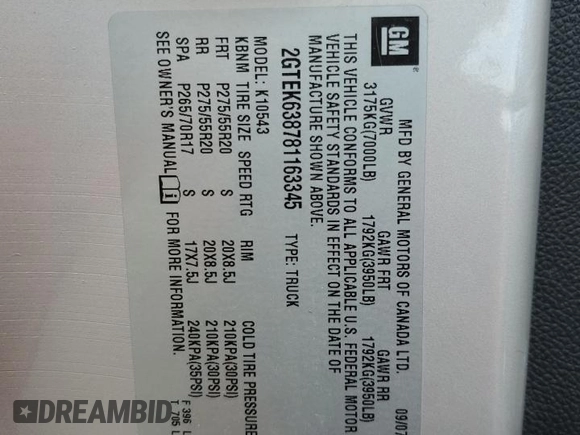 GM
®
MFD BY GENERAL MOTORS OF CANADA LTD. 09/07
GVWR GAWR FRT GAWR RR
3175KG(7000LB) 1792KG(3950LB) 1792KG(3950LB)
THIS VEHICLE CONFORMS TO ALL APPLICABLE U.S. FEDERAL MOTOR
VEHICLE SAFETY STANDARDS IN EFFECT ON THE DATE OF
MANUFACTURE SHOWN ABOVE.
2GTEK638781163345 TYPE: TRUCK
MODEL: K10543
KBNM TIRE SIZE SPEED RTG RIM COLD TIRE PRESSURE
FRT P275/55R20 S 20X8.5J 210KPA(30PSI)
RR P275/55R20 S 20X8.5J 210KPA(30PSI)
SPA P265/70R17 S 17X7.5J 240KPA(35PSI)
SEE OWNER'S MANUAL i FOR MORE INFORMATION.
F 396 L
T 705 L
DREAMBID